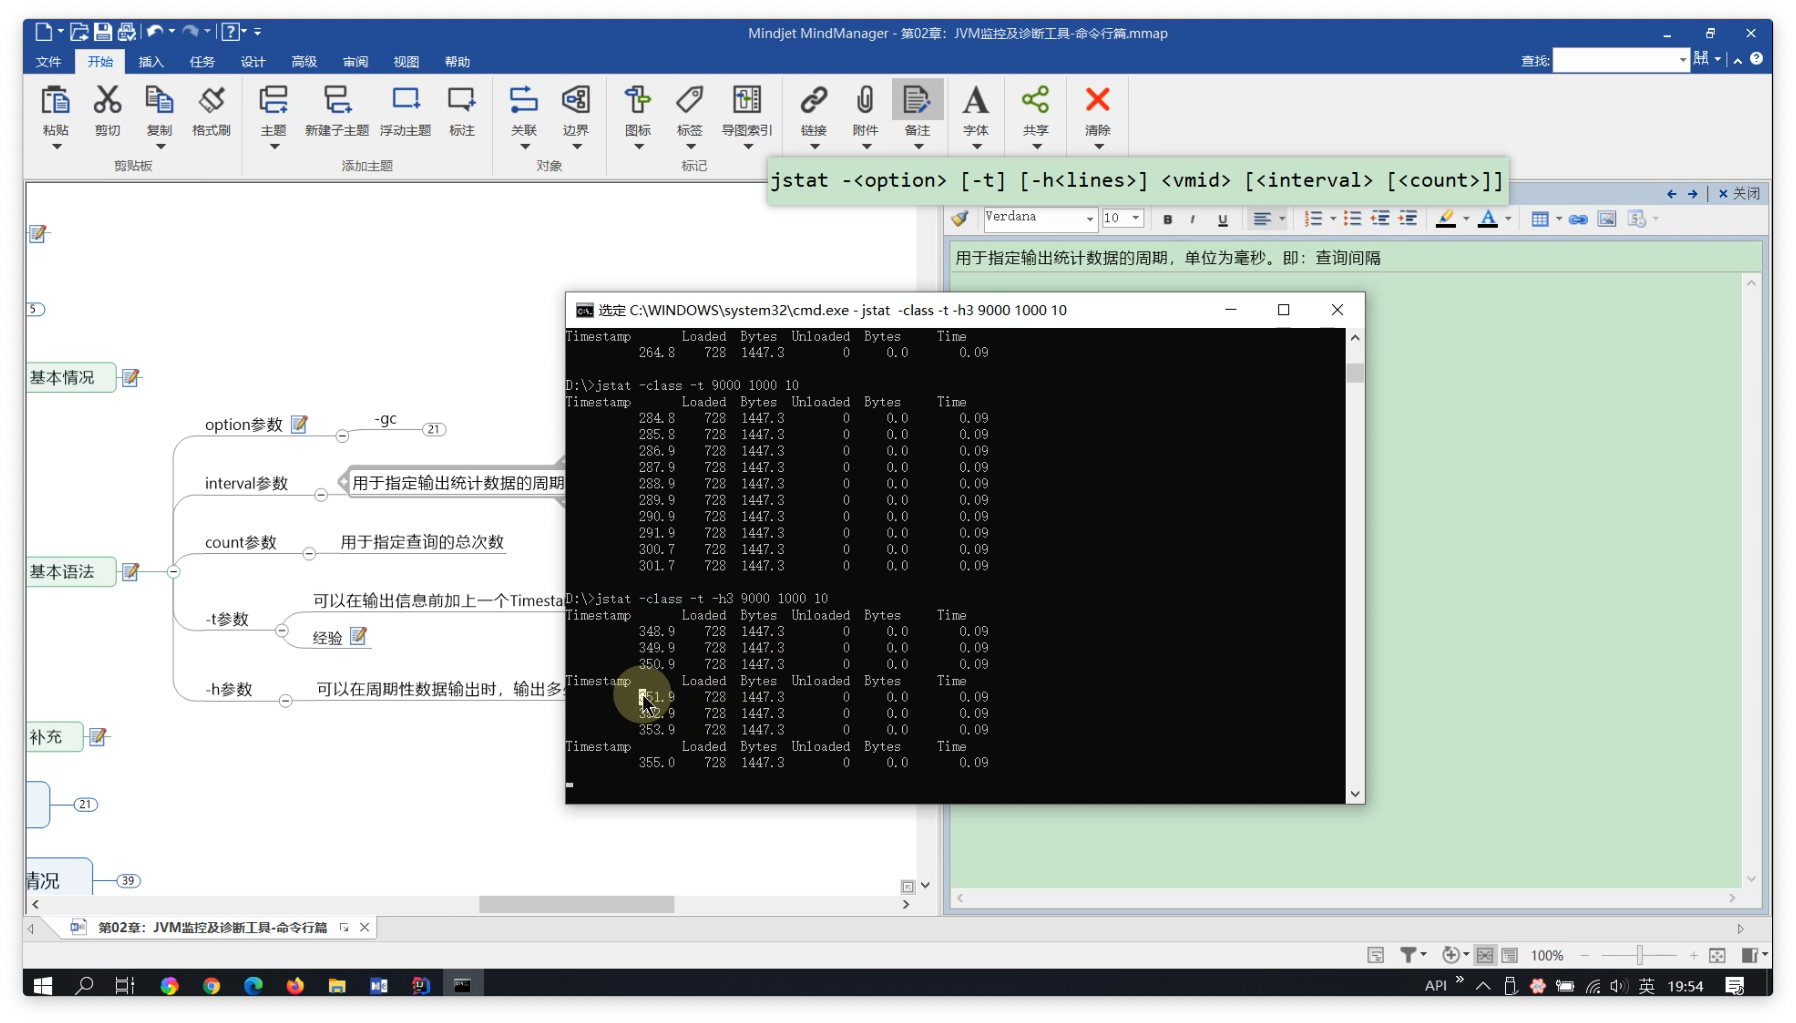 Mindjet MindManager - 第02章：JVM监控及诊断工具-命令行篇.mmap
文件 开始 插入 任务 设计 高级 审阅 视图 帮助
查找:
粘贴 剪切 复制 格式刷 主题 新建子主题 浮动主题 标注 关联 边界 图标 标签 导图索引 链接 附件 备注 字体 共享 清除
剪贴板 添加主题 对象 标记
jstat -<option> [-t] [-h<lines>] <vmid> [<interval> [<count>]]
关闭
Verdana 10 B I U
用于指定输出统计数据的周期，单位为毫秒。即：查询间隔
5
基本情况
option参数
-gc
21
interval参数
用于指定输出统计数据的周期
count参数
用于指定查询的总次数
基本语法
可以在输出信息前加上一个Timesta
-t参数
经验
-h参数
可以在周期性数据输出时，输出多
补充
21
情况
39
选定 C:\WINDOWS\system32\cmd.exe - jstat -class -t -h3 9000 1000 10
Timestamp Loaded Bytes Unloaded Bytes Time
264.8 728 1447.3 0 0.0 0.09
D:\>jstat -class -t 9000 1000 10
Timestamp Loaded Bytes Unloaded Bytes Time
284.8 728 1447.3 0 0.0 0.09
285.8 728 1447.3 0 0.0 0.09
286.9 728 1447.3 0 0.0 0.09
287.9 728 1447.3 0 0.0 0.09
288.9 728 1447.3 0 0.0 0.09
289.9 728 1447.3 0 0.0 0.09
290.9 728 1447.3 0 0.0 0.09
291.9 728 1447.3 0 0.0 0.09
300.7 728 1447.3 0 0.0 0.09
301.7 728 1447.3 0 0.0 0.09
D:\>jstat -class -t -h3 9000 1000 10
Timestamp Loaded Bytes Unloaded Bytes Time
348.9 728 1447.3 0 0.0 0.09
349.9 728 1447.3 0 0.0 0.09
350.9 728 1447.3 0 0.0 0.09
Timestamp Loaded Bytes Unloaded Bytes Time
351.9 728 1447.3 0 0.0 0.09
352.9 728 1447.3 0 0.0 0.09
353.9 728 1447.3 0 0.0 0.09
Timestamp Loaded Bytes Unloaded Bytes Time
355.0 728 1447.3 0 0.0 0.09
第02章：JVM监控及诊断工具-命令行篇
100%
API 英 19:54